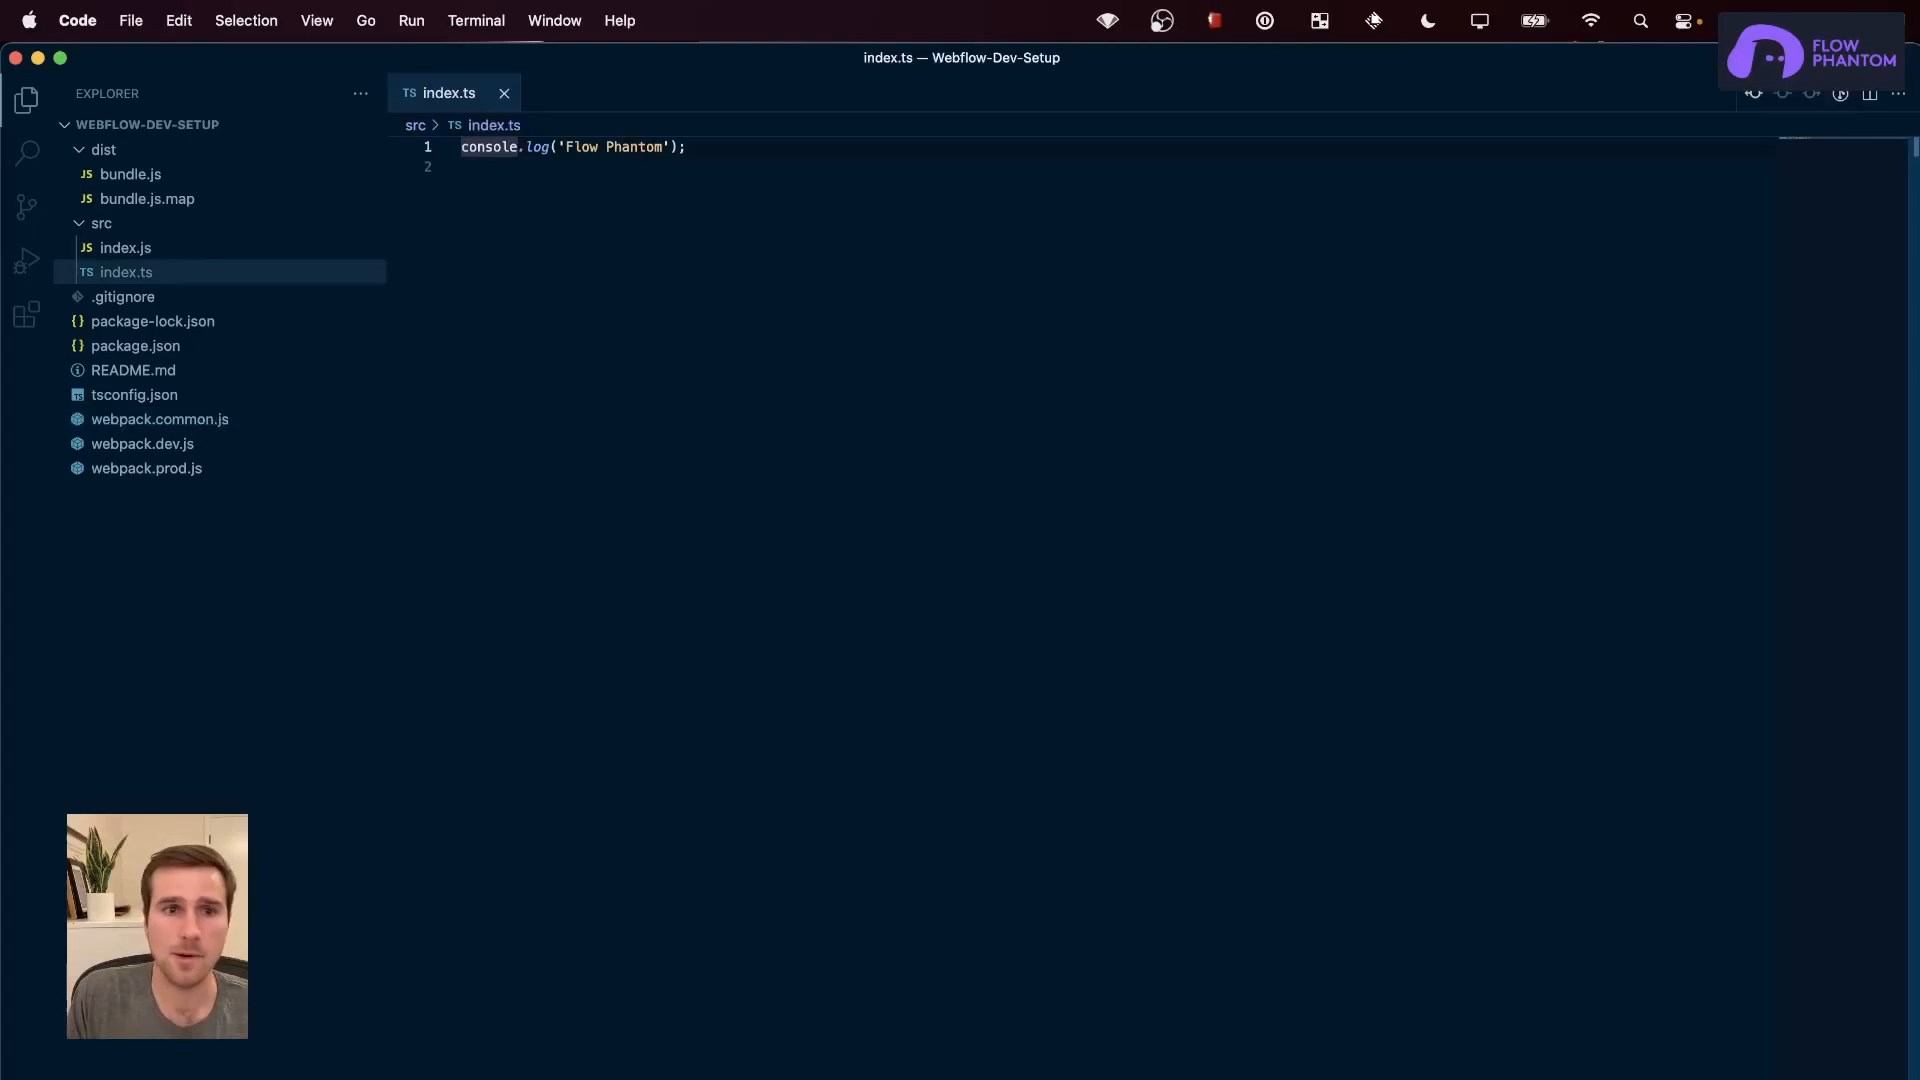 Code File Edit Selection View Go Run Terminal Window Help
index.ts — Webflow-Dev-Setup
FLOW
PHANTOM
EXPLORER
TS index.ts
WEBFLOW-DEV-SETUP
src > TS index.ts
1 console.log('Flow Phantom');
2
dist
JS bundle.js
JS bundle.js.map
src
JS index.js
TS index.ts
.gitignore
{} package-lock.json
{} package.json
README.md
TS tsconfig.json
webpack.common.js
webpack.dev.js
webpack.prod.js